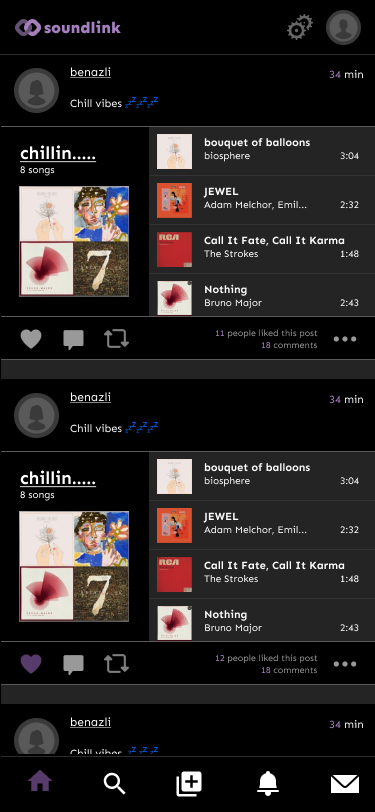 soundlink
benazli
34 min
Chill vibes 💤💤💤
chillin.....
8 songs
bouquet of balloons
biosphere
3:04
JEWEL
Adam Melchor, Emil...
2:32
RCA
Call It Fate, Call It Karma
The Strokes
1:48
Nothing
Bruno Major
2:43
7
11 people liked this post
18 comments
benazli
34 min
Chill vibes 💤💤💤
chillin.....
8 songs
bouquet of balloons
biosphere
3:04
JEWEL
Adam Melchor, Emil...
2:32
RCA
Call It Fate, Call It Karma
The Strokes
1:48
Nothing
Bruno Major
2:43
7
12 people liked this post
18 comments
benazli
34 min
Chill vibes 💤💤💤